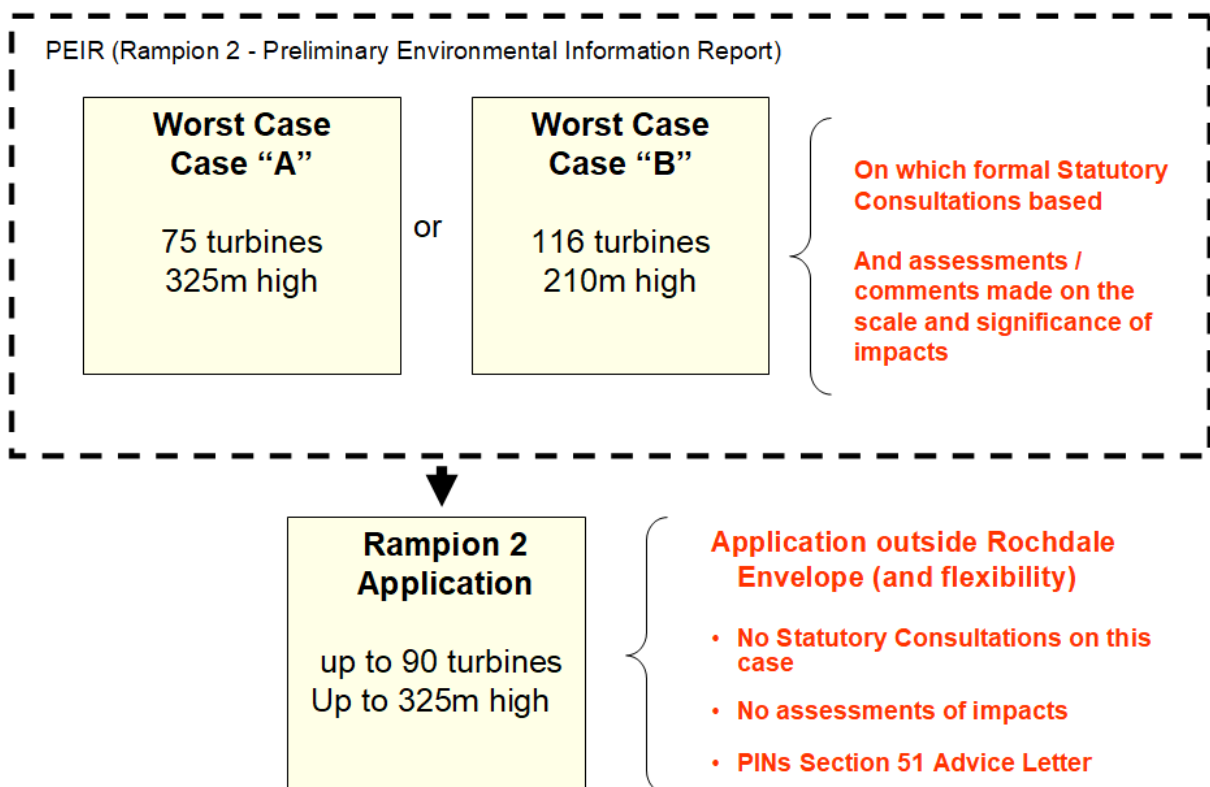 PEIR (Rampion 2 - Preliminary Environmental Information Report)
Worst Case
Case “A”
75 turbines
325m high
or
Worst Case
Case “B”
116 turbines
210m high
On which formal Statutory
Consultations based
And assessments /
comments made on the
scale and significance of
impacts
Rampion 2
Application
up to 90 turbines
Up to 325m high
Application outside Rochdale
Envelope (and flexibility)
• No Statutory Consultations on this
case
• No assessments of impacts
• PINs Section 51 Advice Letter